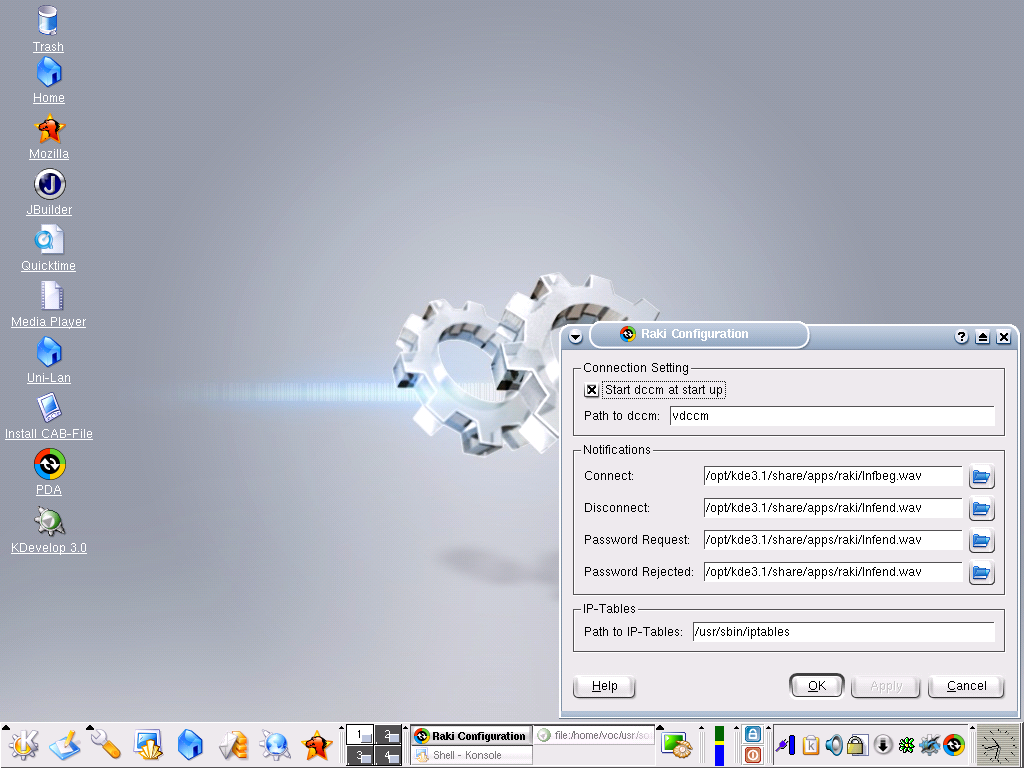 Trash
Home
Mozilla
JBuilder
Quicktime
Media Player
Uni-Lan
Install CAB-File
PDA
KDevelop 3.0
Raki Configuration
Connection Setting
Start dccm at start up
Path to dccm: vdccm
Notifications
Connect: /opt/kde3.1/share/apps/raki/Infbeg.wav
Disconnect: /opt/kde3.1/share/apps/raki/Infend.wav
Password Request: /opt/kde3.1/share/apps/raki/Infend.wav
Password Rejected: /opt/kde3.1/share/apps/raki/Infend.wav
IP-Tables
Path to IP-Tables: /usr/sbin/iptables
Help OK Apply Cancel
1 2 Raki Configuration file:/home/voc/usr/so
3 4 Shell - Konsole